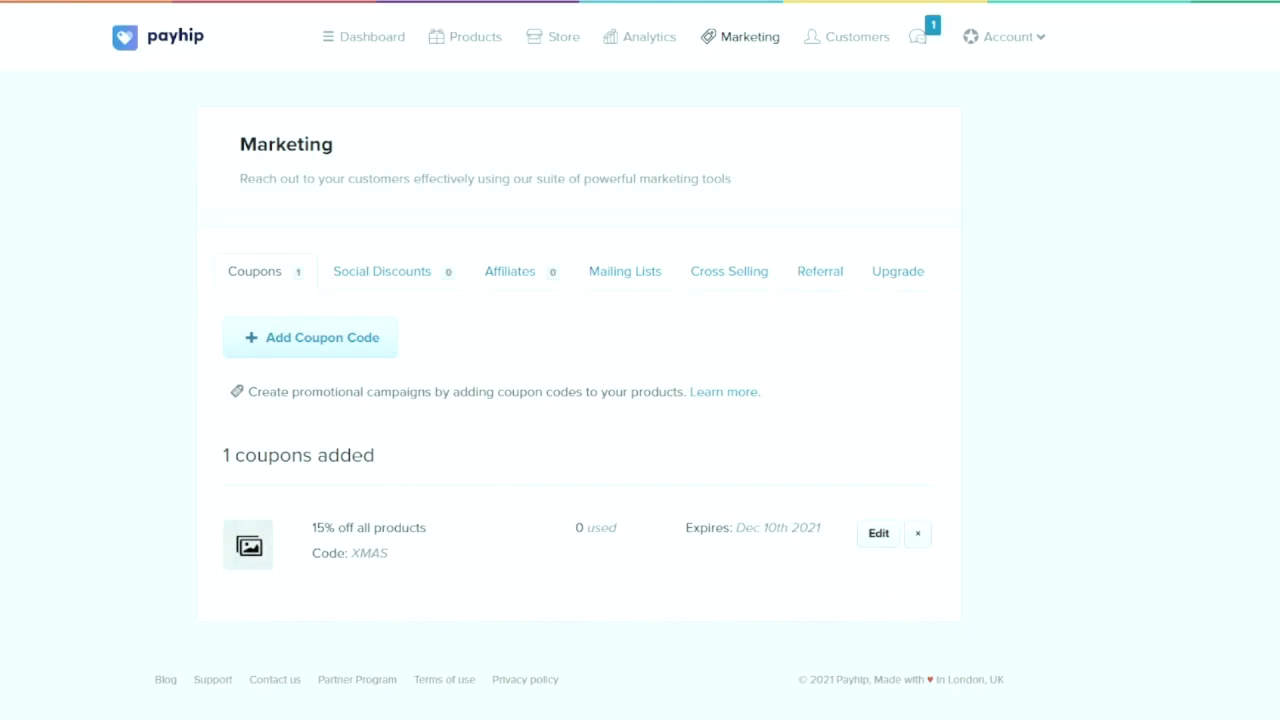 payhip
Dashboard Products Store Analytics Marketing Customers 1 Account
Marketing
Reach out to your customers effectively using our suite of powerful marketing tools
Coupons 1 Social Discounts 0 Affiliates 0 Mailing Lists Cross Selling Referral Upgrade
+ Add Coupon Code
Create promotional campaigns by adding coupon codes to your products. Learn more.
1 coupons added
15% off all products 0 used Expires: Dec 10th 2021 Edit ×
Code: XMAS
Blog Support Contact us Partner Program Terms of use Privacy policy © 2021 Payhip, Made with ♥ in London, UK